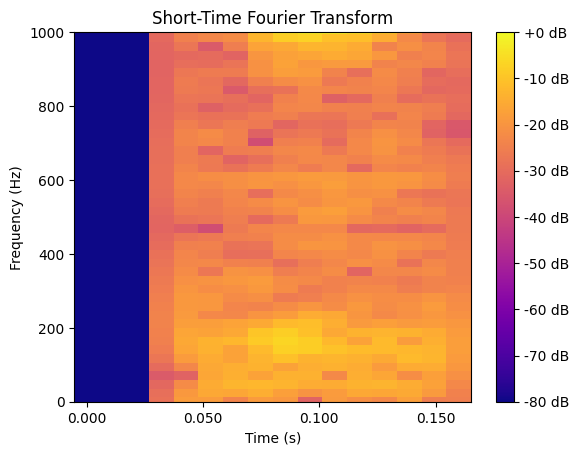 Short-Time Fourier Transform
Frequency (Hz)
1000
800
600
400
200
0
0.000
0.050
0.100
0.150
Time (s)
+0 dB
-10 dB
-20 dB
-30 dB
-40 dB
-50 dB
-60 dB
-70 dB
-80 dB